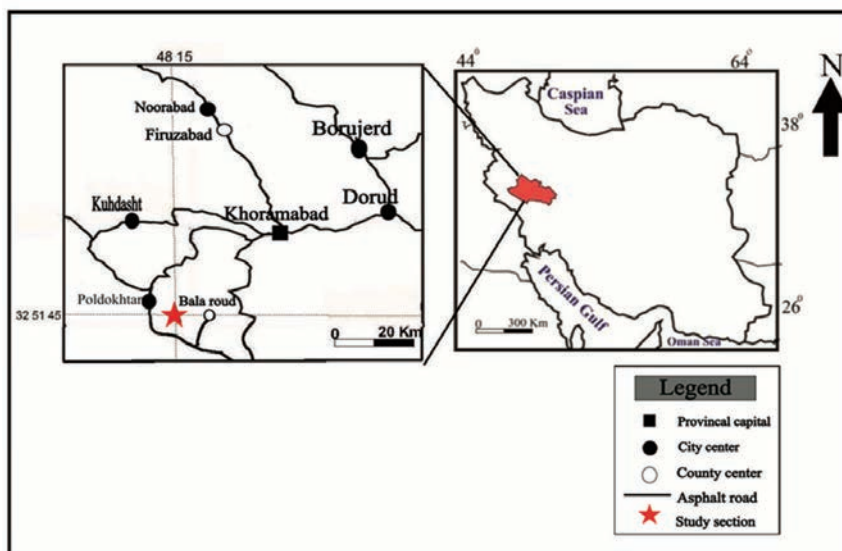 48 15
Noorabad
Firuzabad
Borujerd
Dorud
Kuhdasht
Khoramabad
Poldokhtar
Bala roud
32 51 45
0 20 Km
44°
64°
N
Caspian
Sea
38°
Persian Gulf
26°
0 300 Km
Oman Sea
Legend
Provincal capital
City center
County center
Asphalt road
Study section